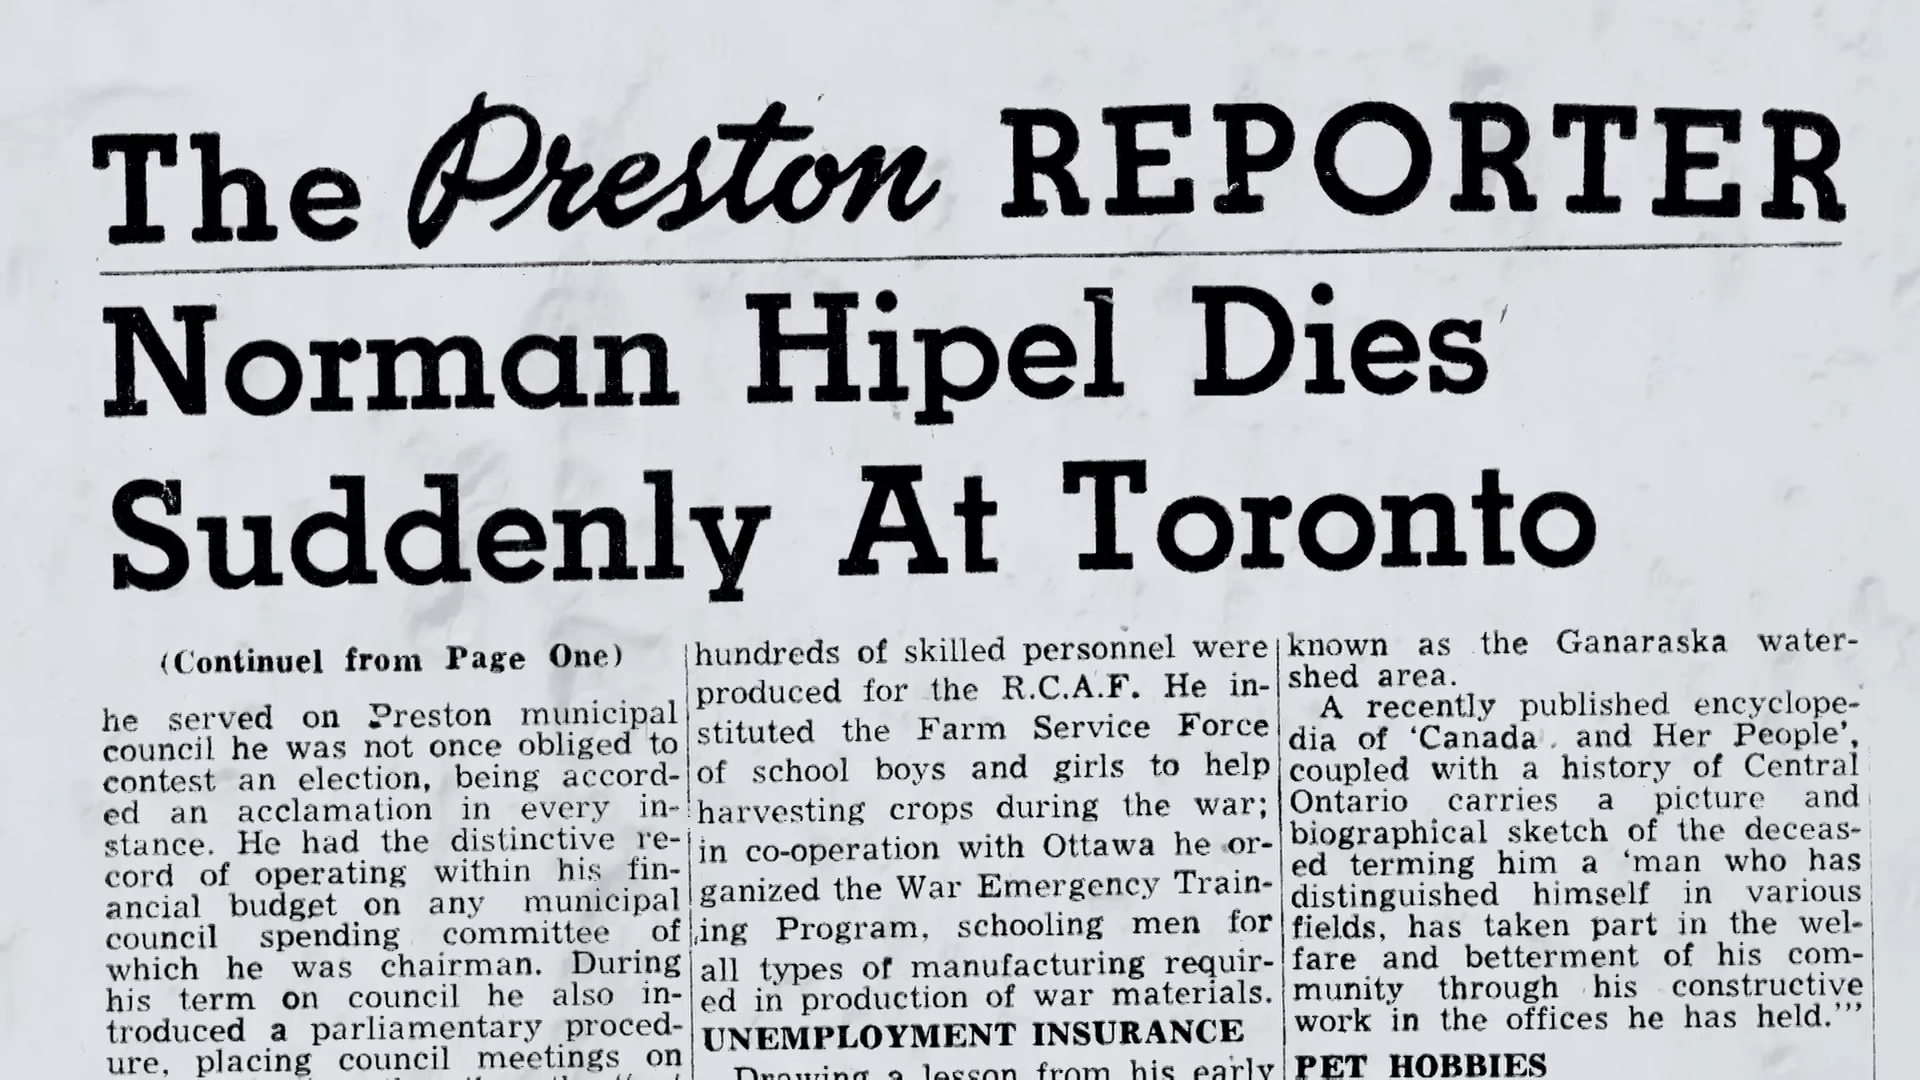 The Preston REPORTER
Norman Hipel Dies
Suddenly At Toronto
(Continuel from Page One)
he served on Preston municipal
council he was not once obliged to
contest an election, being accord-
ed an acclamation in every in-
stance. He had the distinctive re-
cord of operating within his fin-
ancial budget on any municipal
council spending committee of
which he was chairman. During
his term on council he also in-
troduced a parliamentary proced-
ure, placing council meetings on
hundreds of skilled personnel were
produced for the R.C.A.F. He in-
stituted the Farm Service Force
of school boys and girls to help
harvesting crops during the war;
in co-operation with Ottawa he or-
ganized the War Emergency Train-
ing Program, schooling men for
all types of manufacturing requir-
ed in production of war materials.
UNEMPLOYMENT INSURANCE
Drawing a lesson from his early
known as the Ganaraska water-
shed area.
A recently published encyclope-
dia of 'Canada and Her People',
coupled with a history of Central
Ontario carries a picture and
biographical sketch of the deceas-
ed terming him a 'man who has
distinguished himself in various
fields, has taken part in the wel-
fare and betterment of his com-
munity through his constructive
work in the offices he has held.'"
PET HOBBIES